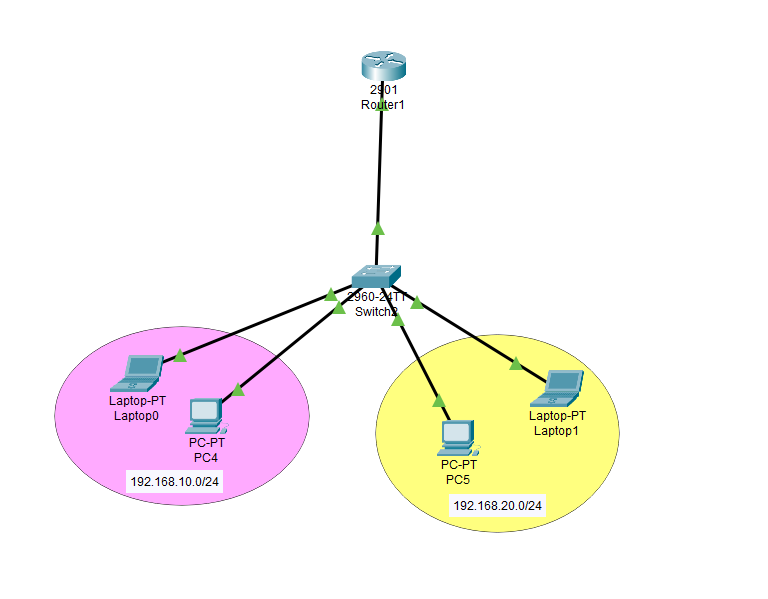 2901
Router1
2960-24TT
Switch2
Laptop-PT
Laptop0
PC-PT
PC4
192.168.10.0/24
Laptop-PT
Laptop1
PC-PT
PC5
192.168.20.0/24